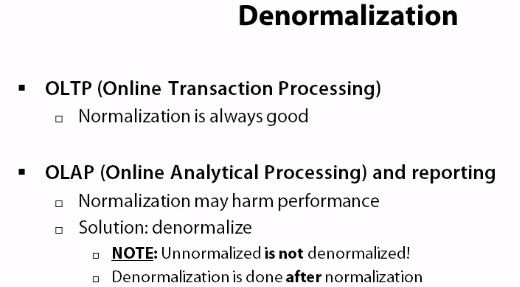 Denormalization
OLTP (Online Transaction Processing)
Normalization is always good
OLAP (Online Analytical Processing) and reporting
Normalization may harm performance
Solution: denormalize
NOTE: Unnormalized is not denormalized!
Denormalization is done after normalization